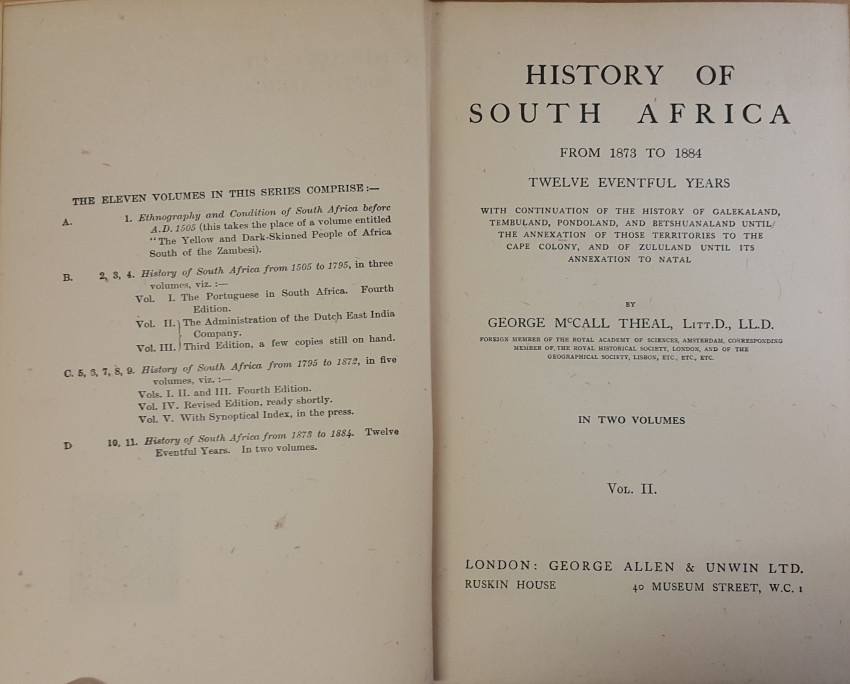 THE ELEVEN VOLUMES IN THIS SERIES COMPRISE:—
A. 1. Ethnography and Condition of South Africa before
A.D. 1505 (this takes the place of a volume entitled
"The Yellow and Dark-Skinned People of Africa
South of the Zambesi).
B. 2, 3, 4. History of South Africa from 1505 to 1795, in three
volumes, viz. :—
Vol. I. The Portuguese in South Africa. Fourth
Edition.
Vol. II. } The Administration of the Dutch East India
Company.
Vol. III. } Third Edition, a few copies still on hand.
C. 5, 6, 7, 8, 9. History of South Africa from 1795 to 1872, in five
volumes, viz. :—
Vols. I. II. and III. Fourth Edition.
Vol. IV. Revised Edition, ready shortly.
Vol. V. With Synoptical Index, in the press.
D 10, 11. History of South Africa from 1873 to 1884. Twelve
Eventful Years. In two volumes.
HISTORY OF
SOUTH AFRICA
FROM 1873 TO 1884
TWELVE EVENTFUL YEARS
WITH CONTINUATION OF THE HISTORY OF GALEKALAND,
TEMBULAND, PONDOLAND, AND BETSHUANALAND UNTIL
THE ANNEXATION OF THOSE TERRITORIES TO THE
CAPE COLONY, AND OF ZULULAND UNTIL ITS
ANNEXATION TO NATAL
BY
GEORGE McCALL THEAL, LITT.D., LL.D.
FOREIGN MEMBER OF THE ROYAL ACADEMY OF SCIENCES, AMSTERDAM, CORRESPONDING
MEMBER OF THE ROYAL HISTORICAL SOCIETY, LONDON, AND OF THE
GEOGRAPHICAL SOCIETY, LISBON, ETC., ETC., ETC.
IN TWO VOLUMES
VOL. II.
LONDON: GEORGE ALLEN & UNWIN LTD.
RUSKIN HOUSE 40 MUSEUM STREET, W.C. 1